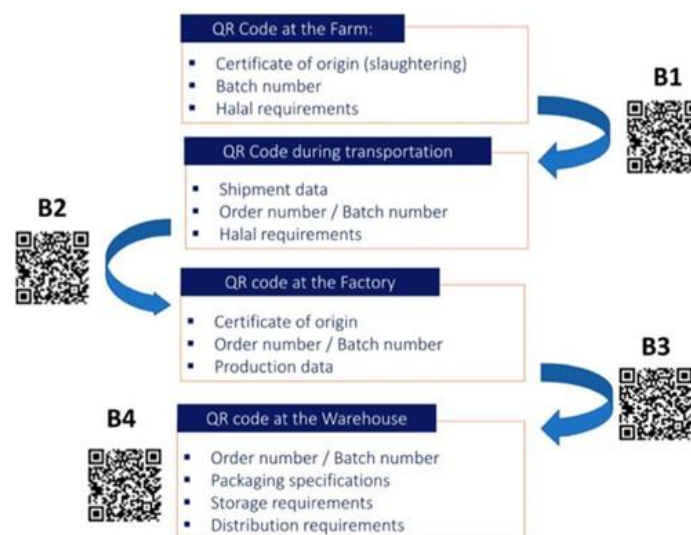 QR Code at the Farm:
▪ Certificate of origin (slaughtering)
▪ Batch number
▪ Halal requirements
B1
QR Code during transportation
▪ Shipment data
▪ Order number / Batch number
▪ Halal requirements
B2
QR code at the Factory
▪ Certificate of origin
▪ Order number / Batch number
▪ Production data
B3
QR code at the Warehouse
▪ Order number / Batch number
▪ Packaging specifications
▪ Storage requirements
▪ Distribution requirements
B4